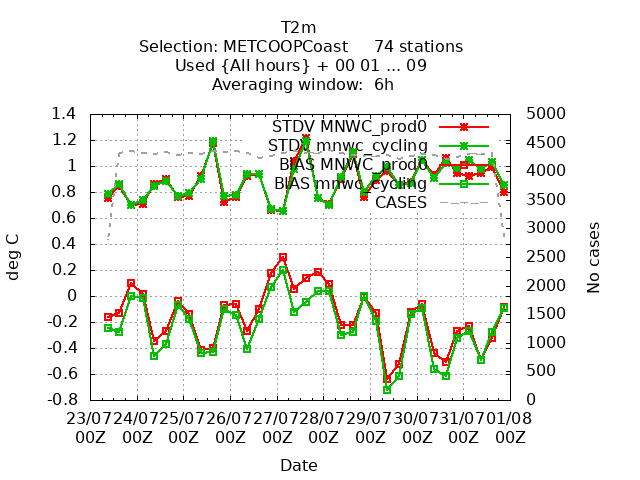 T2m
Selection: METCOOPCoast 74 stations
Used {All hours} + 00 01 ... 09
Averaging window: 6h
STDV MNWC_prod0
STDV mnwc_cycling
BIAS MNWC_prod0
BIAS mnwc_cycling
CASES
deg C
1.4
1.2
1
0.8
0.6
0.4
0.2
0
-0.2
-0.4
-0.6
-0.8
No cases
5000
4500
4000
3500
3000
2500
2000
1500
1000
500
0
23/07 24/07 25/07 26/07 27/07 28/07 29/07 30/07 31/07 01/08
00Z 00Z 00Z 00Z 00Z 00Z 00Z 00Z 00Z 00Z
Date